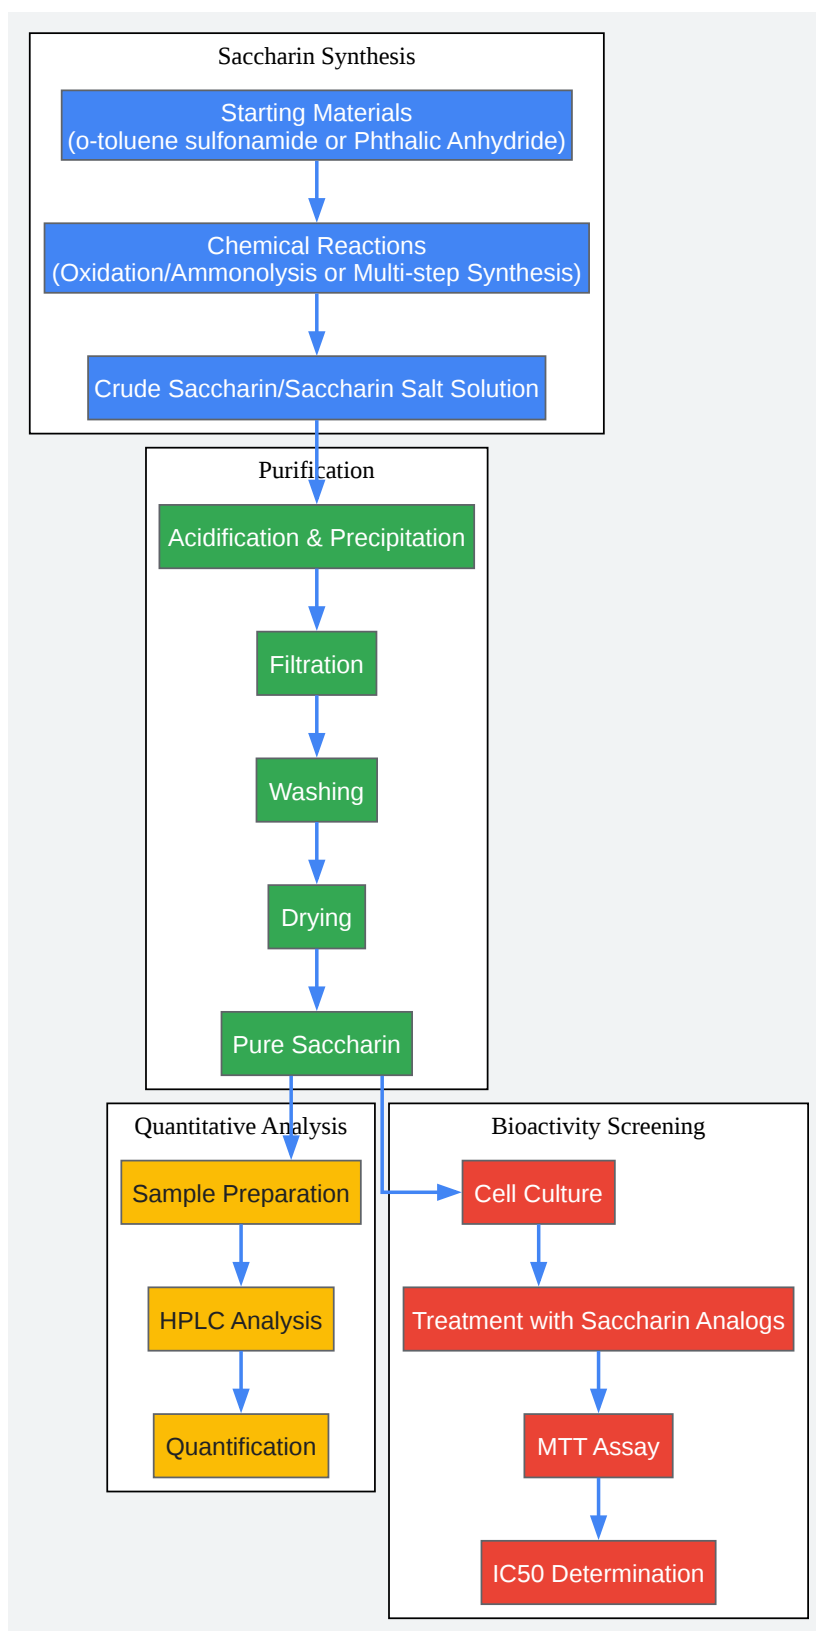 Saccharin Synthesis
Starting Materials
(o-toluene sulfonamide or Phthalic Anhydride)
Chemical Reactions
(Oxidation/Ammonolysis or Multi-step Synthesis)
Crude Saccharin/Saccharin Salt Solution
Purification
Acidification & Precipitation
Filtration
Washing
Drying
Pure Saccharin
Quantitative Analysis
Sample Preparation
HPLC Analysis
Quantification
Bioactivity Screening
Cell Culture
Treatment with Saccharin Analogs
MTT Assay
IC50 Determination